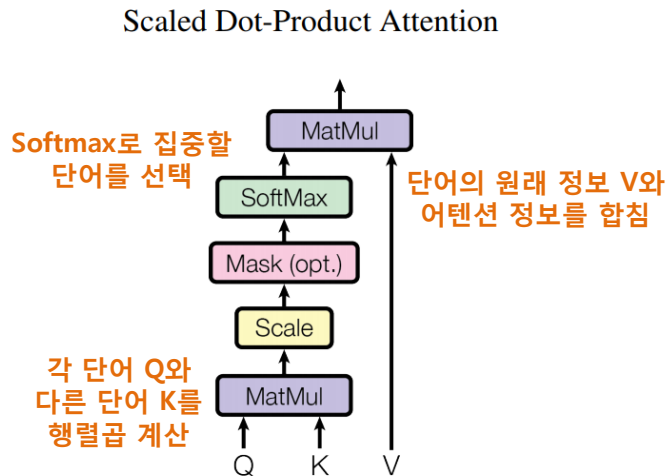 Scaled Dot-Product Attention
MatMul
Softmax로 집중할
단어를 선택
단어의 원래 정보 V와
어텐션 정보를 합침
SoftMax
Mask (opt.)
Scale
각 단어 Q와
다른 단어 K를
행렬곱 계산
MatMul
Q K V